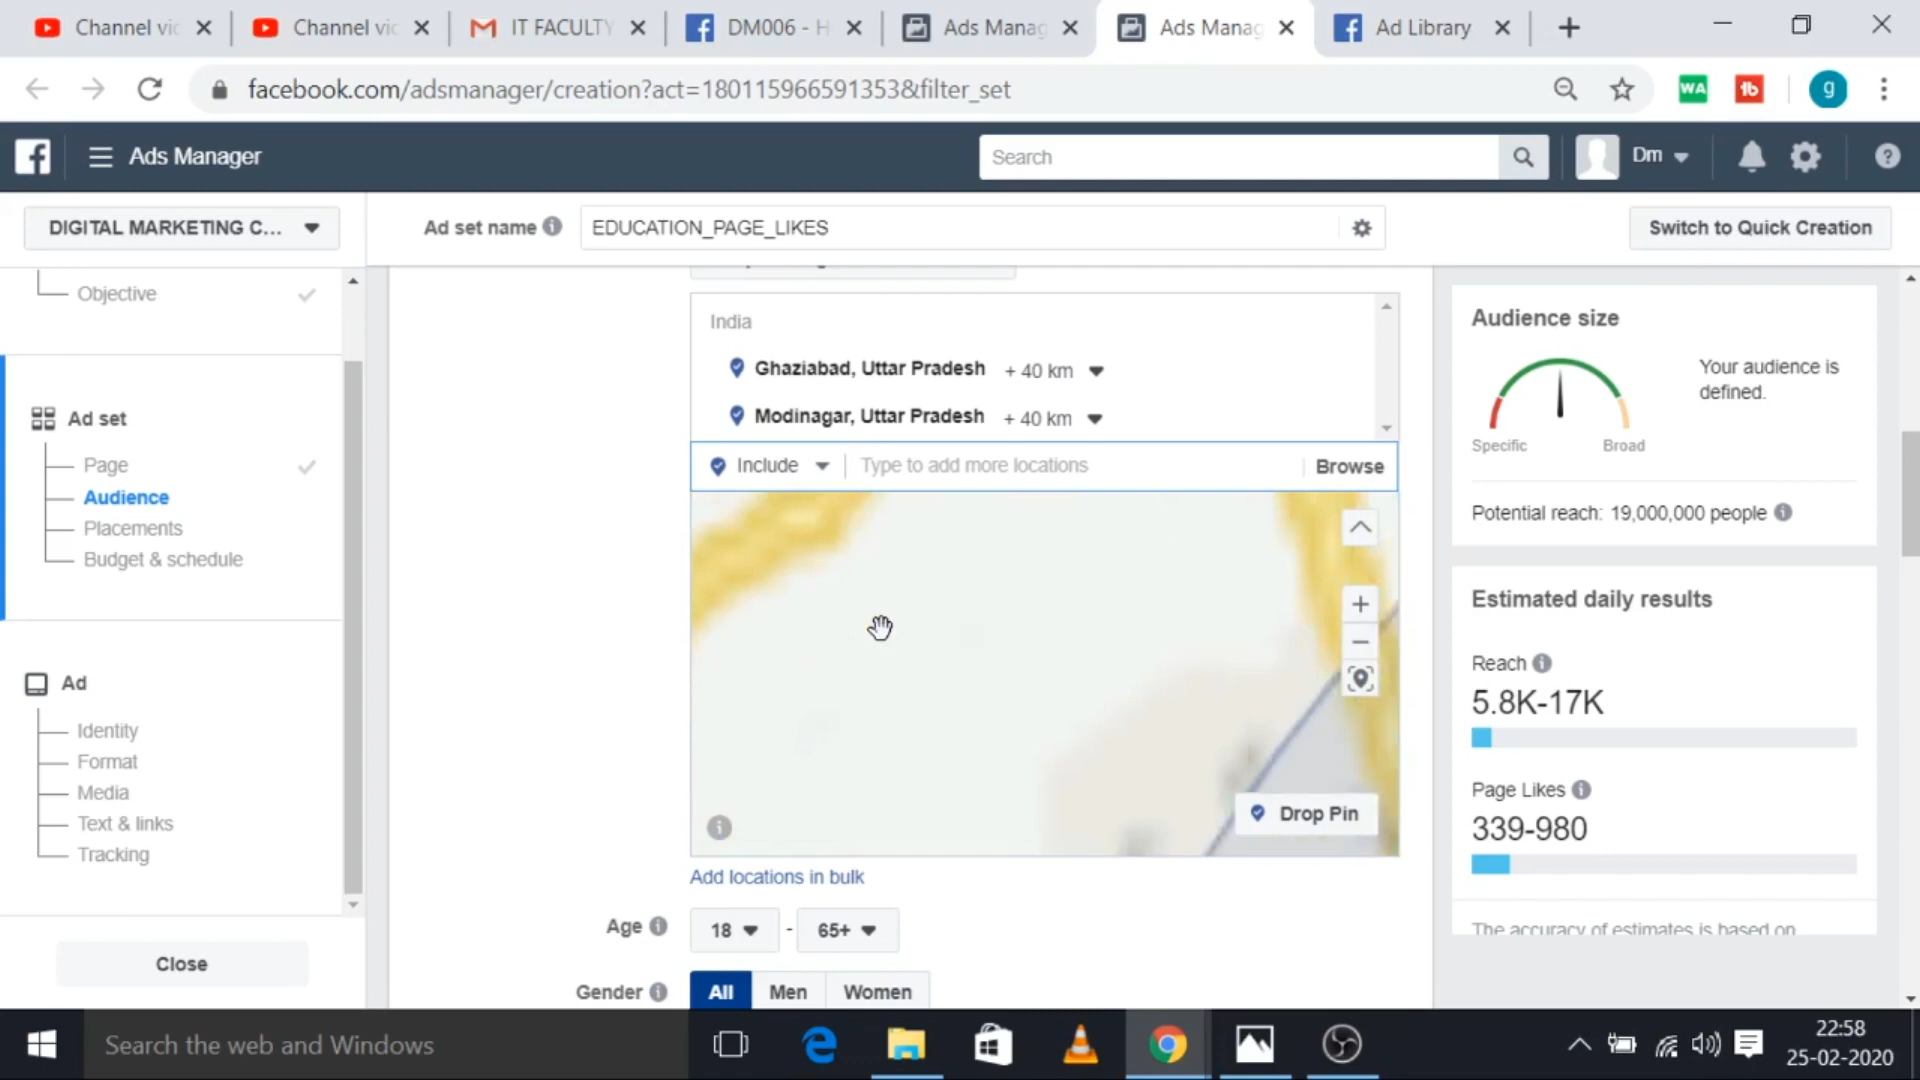 Channel vic
Channel vic
IT FACULTY
DM006 - H
Ads Manag
Ads Manag
Ad Library
facebook.com/adsmanager/creation?act=180115966591353&filter_set
WA
g
Ads Manager
Search
Dm
DIGITAL MARKETING C...
Ad set name
EDUCATION_PAGE_LIKES
Switch to Quick Creation
Objective
Ad set
Page
Audience
Placements
Budget & schedule
Ad
Identity
Format
Media
Text & links
Tracking
Close
India
Ghaziabad, Uttar Pradesh + 40 km
Modinagar, Uttar Pradesh + 40 km
Include
Type to add more locations
Browse
Drop Pin
Add locations in bulk
Age
18 - 65+
Gender
All Men Women
Audience size
Your audience is
defined.
Specific
Broad
Potential reach: 19,000,000 people
Estimated daily results
Reach
5.8K-17K
Page Likes
339-980
The accuracy of estimates is based on
Search the web and Windows
22:58
25-02-2020